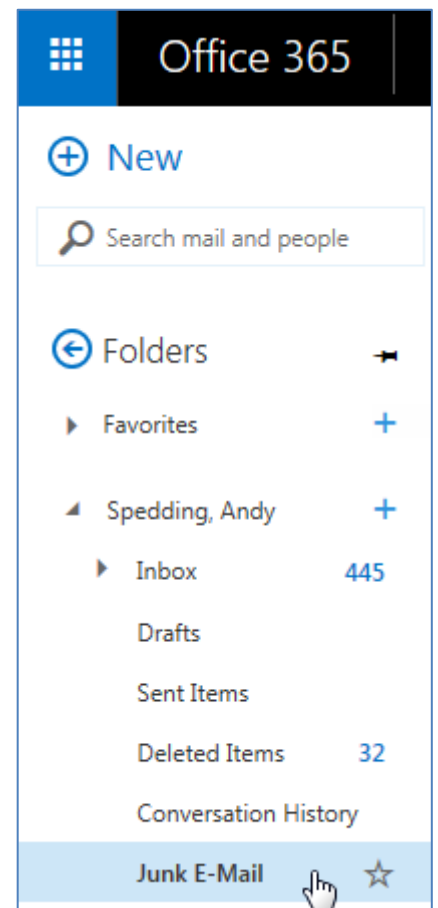 Office 365
New
Search mail and people
Folders
Favorites
Spedding, Andy
Inbox 445
Drafts
Sent Items
Deleted Items 32
Conversation History
Junk E-Mail